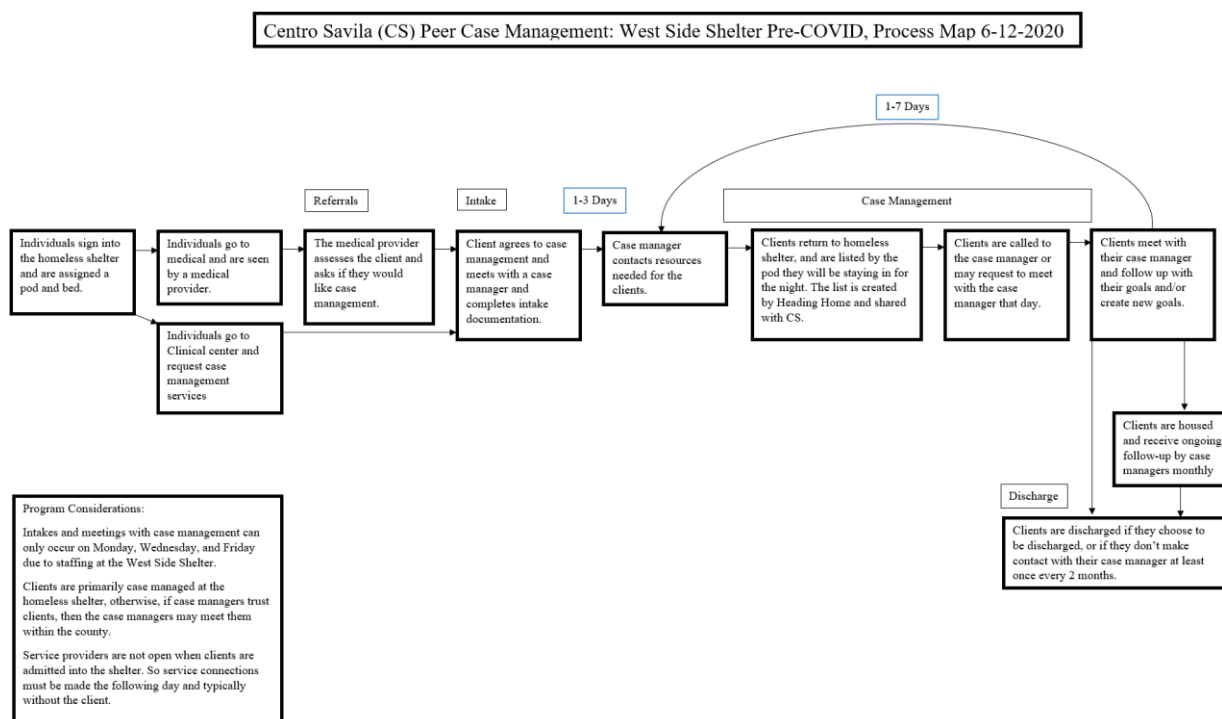 Centro Savila (CS) Peer Case Management: West Side Shelter Pre-COVID, Process Map 6-12-2020
1-7 Days
Referrals
Intake
1-3 Days
Case Management
Individuals sign into
the homeless shelter
and are assigned a
pod and bed.
Individuals go to
medical and are seen
by a medical
provider.
The medical provider
assesses the client and
asks if they would
like case
management.
Client agrees to case
management and
meets with a case
manager and
completes intake
documentation.
Case manager
contacts resources
needed for the
clients.
Clients return to homeless
shelter, and are listed by the
pod they will be staying in for
the night. The list is created
by Heading Home and shared
with CS.
Clients are called to
the case manager or
may request to meet
with the case
manager that day.
Clients meet with
their case manager
and follow up with
their goals and/or
create new goals.
Individuals go to
Clinical center and
request case
management
services
Clients are housed
and receive ongoing
follow-up by case
managers monthly
Discharge
Clients are discharged if they choose to
be discharged, or if they don’t make
contact with their case manager at least
once every 2 months.
Program Considerations:
Intakes and meetings with case management can
only occur on Monday, Wednesday, and Friday
due to staffing at the West Side Shelter.
Clients are primarily case managed at the
homeless shelter, otherwise, if case managers trust
clients, then the case managers may meet them
within the county.
Service providers are not open when clients are
admitted into the shelter. So service connections
must be made the following day and typically
without the client.